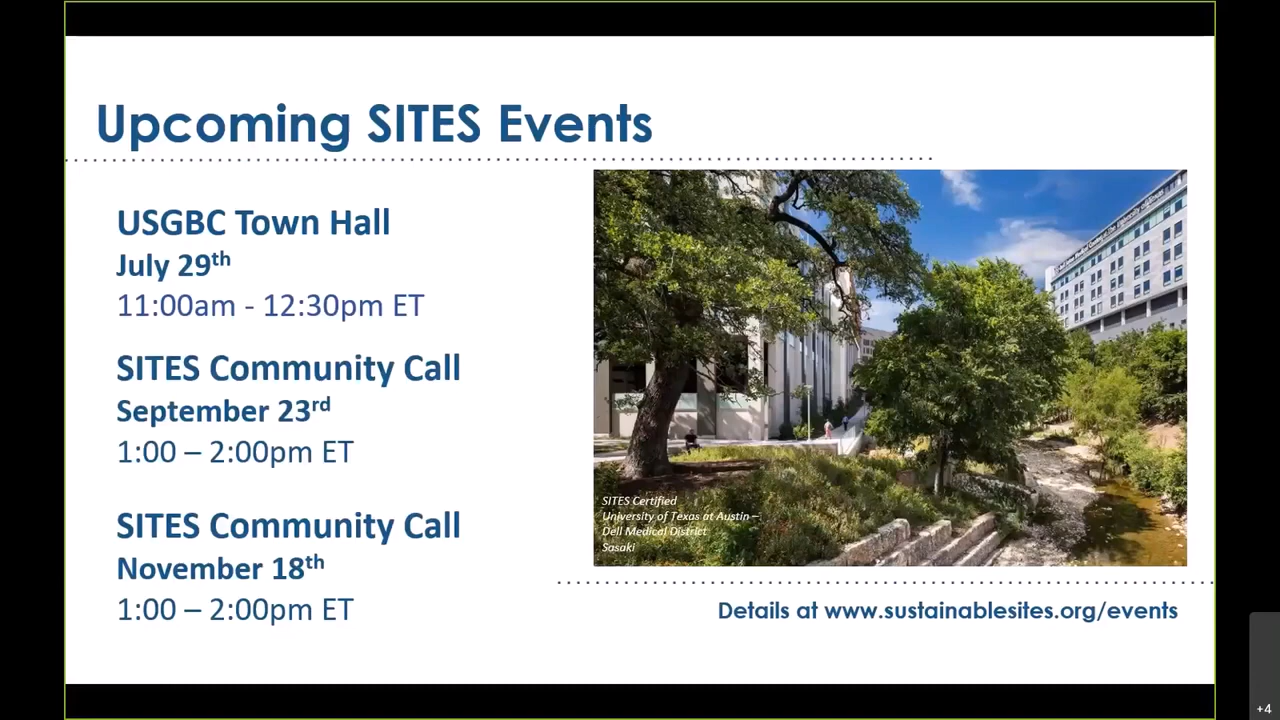 Upcoming SITES Events
USGBC Town Hall
July 29th
11:00am - 12:30pm ET
SITES Community Call
September 23rd
1:00 – 2:00pm ET
SITES Community Call
November 18th
1:00 – 2:00pm ET
SITES Certified
University of Texas at Austin –
Dell Medical District
Sasaki
Details at www.sustainablesites.org/events
+4